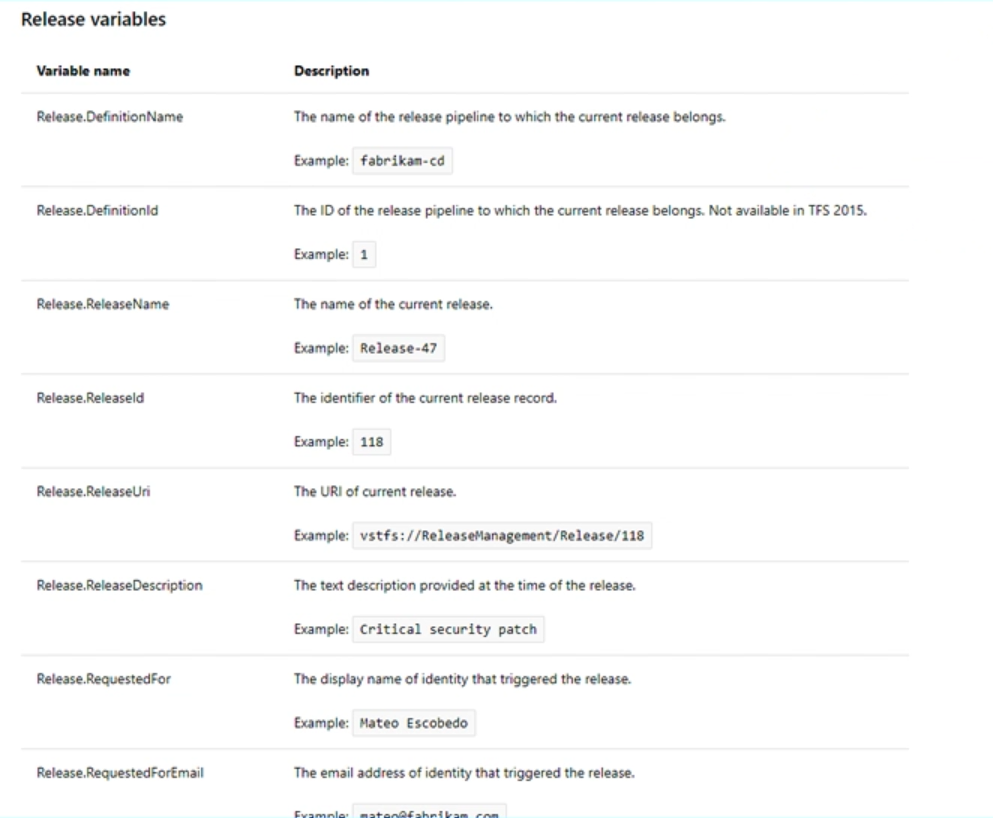 Release variables
Variable name Description
Release.DefinitionName The name of the release pipeline to which the current release belongs.
Example: fabrikam-cd
Release.DefinitionId The ID of the release pipeline to which the current release belongs. Not available in TFS 2015.
Example: 1
Release.ReleaseName The name of the current release.
Example: Release-47
Release.ReleaseId The identifier of the current release record.
Example: 118
Release.ReleaseUri The URI of current release.
Example: vstfs://ReleaseManagement/Release/118
Release.ReleaseDescription The text description provided at the time of the release.
Example: Critical security patch
Release.RequestedFor The display name of identity that triggered the release.
Example: Mateo Escobedo
Release.RequestedForEmail The email address of identity that triggered the release.
Example: mateo@fabrikam.com